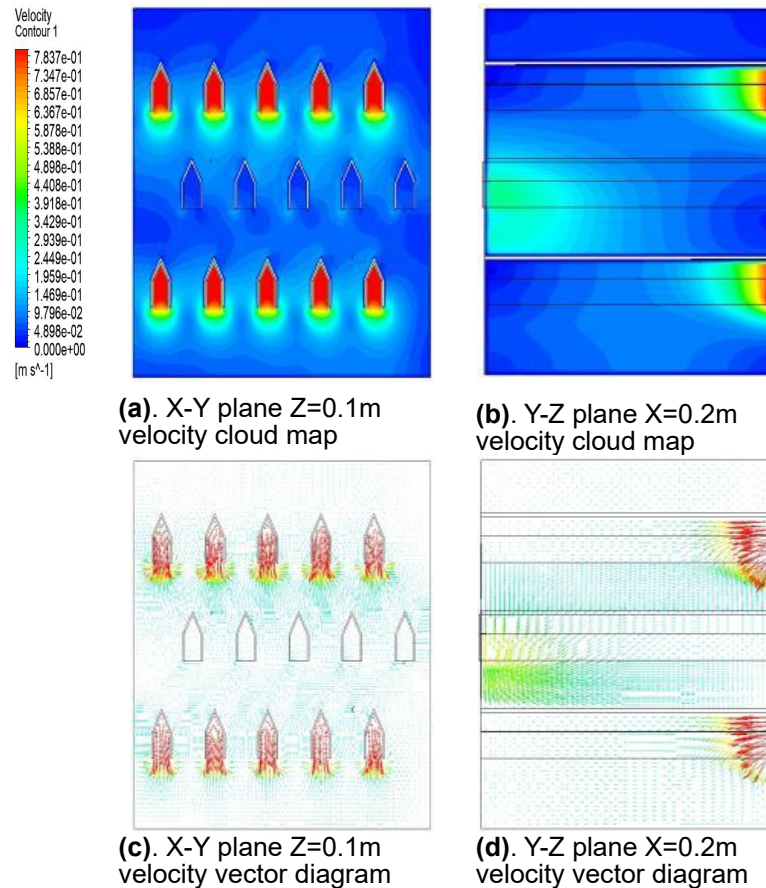 Velocity
Contour 1
7.837e-01
7.347e-01
6.857e-01
6.367e-01
5.878e-01
5.388e-01
4.898e-01
4.408e-01
3.918e-01
3.429e-01
2.939e-01
2.449e-01
1.959e-01
1.469e-01
9.796e-02
4.898e-02
0.000e+00
[m s^-1]
(a). X-Y plane Z=0.1m
velocity cloud map
(b). Y-Z plane X=0.2m
velocity cloud map
(c). X-Y plane Z=0.1m
velocity vector diagram
(d). Y-Z plane X=0.2m
velocity vector diagram